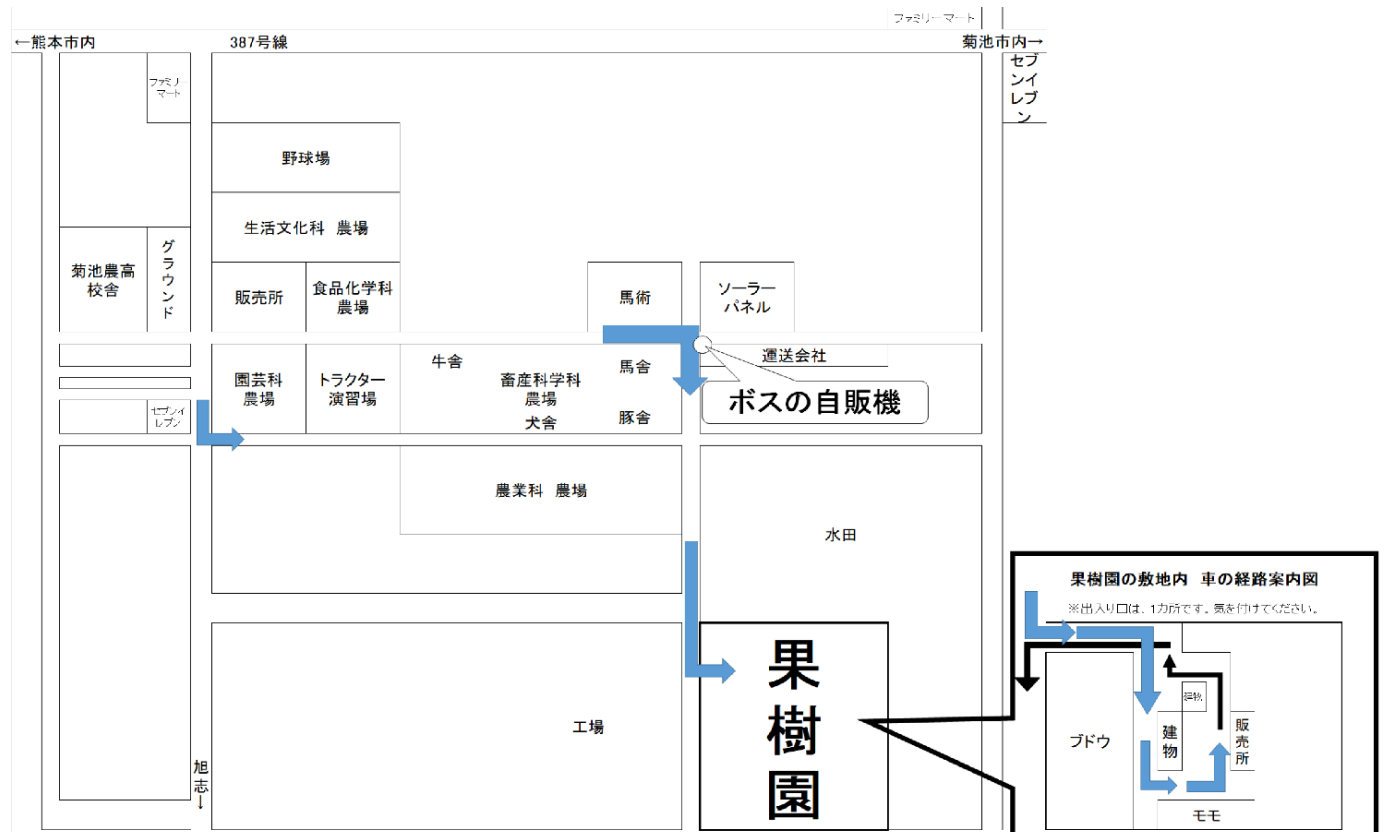 ファミリーマート
←熊本市内
387号線
菊池市内→
ファミリー
マート
セブ
ンイ
レブ
ン
野球場
生活文化科 農場
菊池農高
校舎
グラウンド
販売所
食品化学科
農場
馬術
ソーラー
パネル
園芸科
農場
トラクター
演習場
牛舎
畜産科学科
農場
犬舎
馬舎
豚舎
運送会社
ボスの自販機
セブンイ
レブン
農業科 農場
水田
工場
旭志↓
果樹園
果樹園の敷地内 車の経路案内図
※出入り口は、1カ所です。気を付けてください。
建物
ブドウ
建物
販売所
モモ